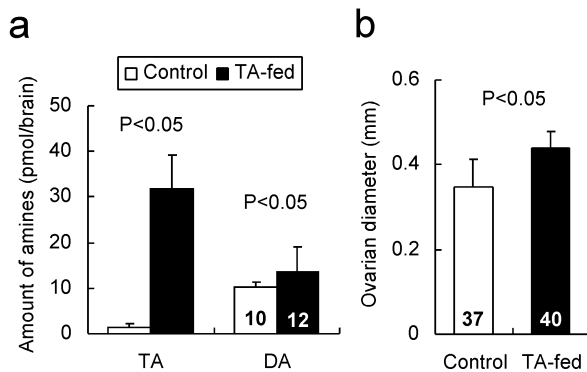 a
Control TA-fed
Amount of amines (pmol/brain)
50
40
30
20
10
0
P<0.05
P<0.05
10 12
TA DA
b
Ovarian diameter (mm)
0.6
0.4
0.2
0
P<0.05
37 40
Control TA-fed